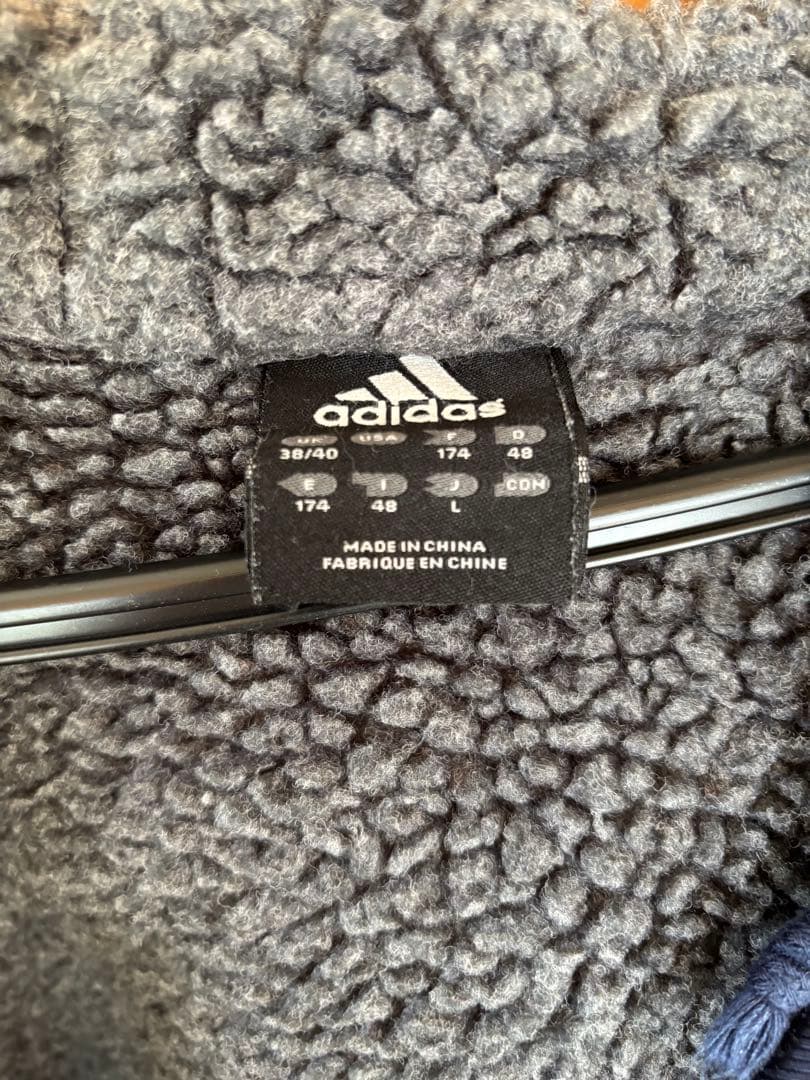 adidas
UK USA F D
38/40 174 48
E I J CDN
174 48 L
MADE IN CHINA
FABRIQUE EN CHINE